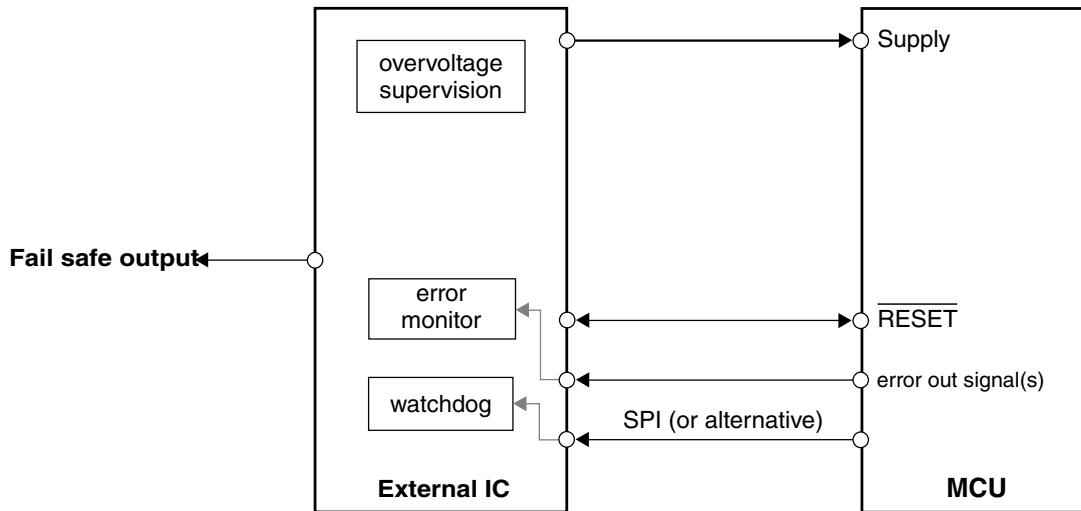 overvoltage
supervision
Supply
Fail safe output
error
monitor
RESET
error out signal(s)
watchdog
SPI (or alternative)
External IC
MCU